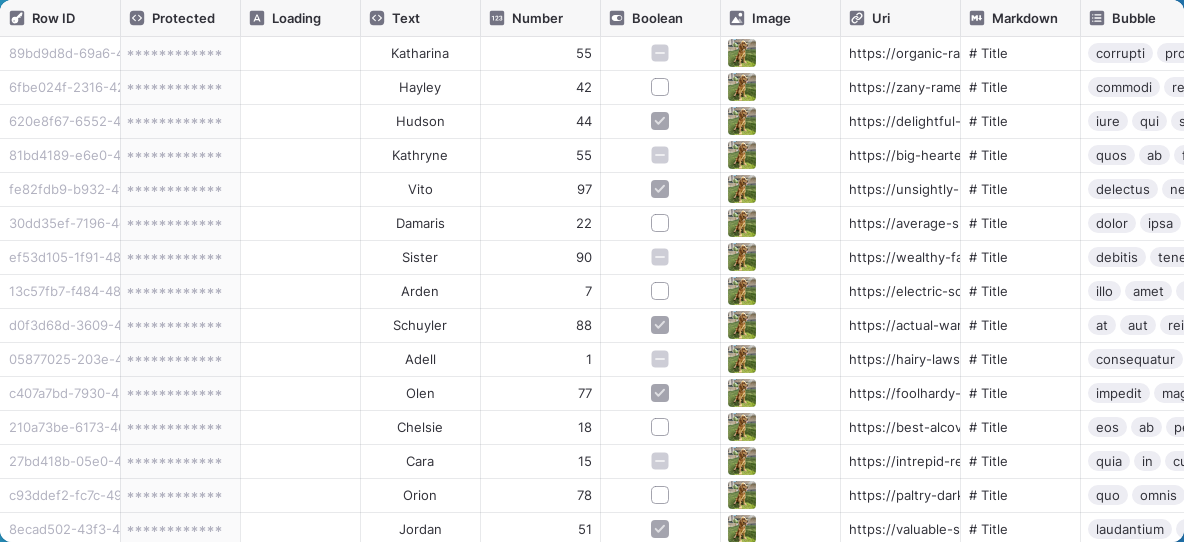 Row ID Protected Loading Text Number Boolean Image Uri Markdown Bubble
89bd9d8d-69a6-4 ************ Katharina 55 https://organic-ra # Title corrupti pro
6fbe024f-2316-42 ************ Hayley 42 https://zany-rame # Title commodi re
620e8f67-6552-4 ************ Hudson 44 https://delightful- # Title iure qui s
81bd4189-e6e0-4 ************ Kathryne 55 https://big-hearte # Title quos ab f
fe82fdb9-b932-4 ************ Vito 97 https://unsightly- # Title delectus ne
30dd35ef-7196-4 ************ Damaris 22 https://average-s # Title dolor ipsa
ef53d105-1f91-48 ************ Sister 90 https://wealthy-fa # Title debitis tene
13c57fb7-f484-48 ************ Arden 7 https://electric-sc # Title illo amet
d0f3d68d-3609-4 ************ Schuyler 88 https://actual-war # Title at aut rei
05877025-203e-4 ************ Adell 1 https://hairy-laws # Title consequatur
c407a7bd-7930-4 ************ Olen 77 https://foolhardy- # Title impedit mag
210a73be-6173-4 ************ Chelsie 18 https://best-alcov # Title eos ab pe
27bd418b-05e0-4 ************ Cara 15 https://intrepid-re # Title quia in cu
c93ddef2-fc7c-49 ************ Orion 78 https://paltry-dark # Title quo omnis
8ecad502-43f3-4 ************ Jordan 51 https://valuable-s # Title laudantium